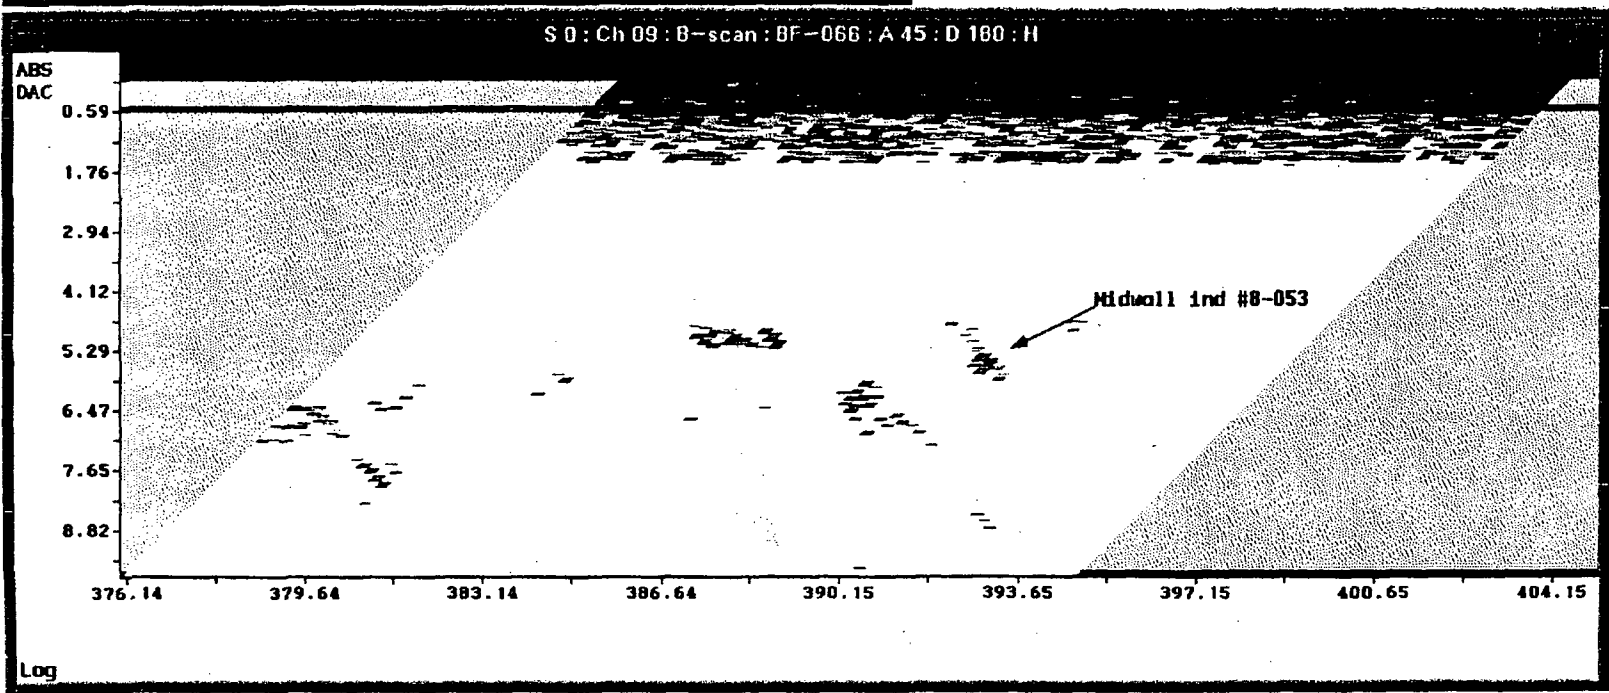 S 0 : Ch 09 : B-scan : BF-066 : A 45 : D 180 : H
ABS
DAC
0.59
1.76
2.94
4.12
Midwall ind #8-053
5.29
6.47
7.65
8.82
376.14 379.64 383.14 386.64 390.15 393.65 397.15 400.65 404.15
Log